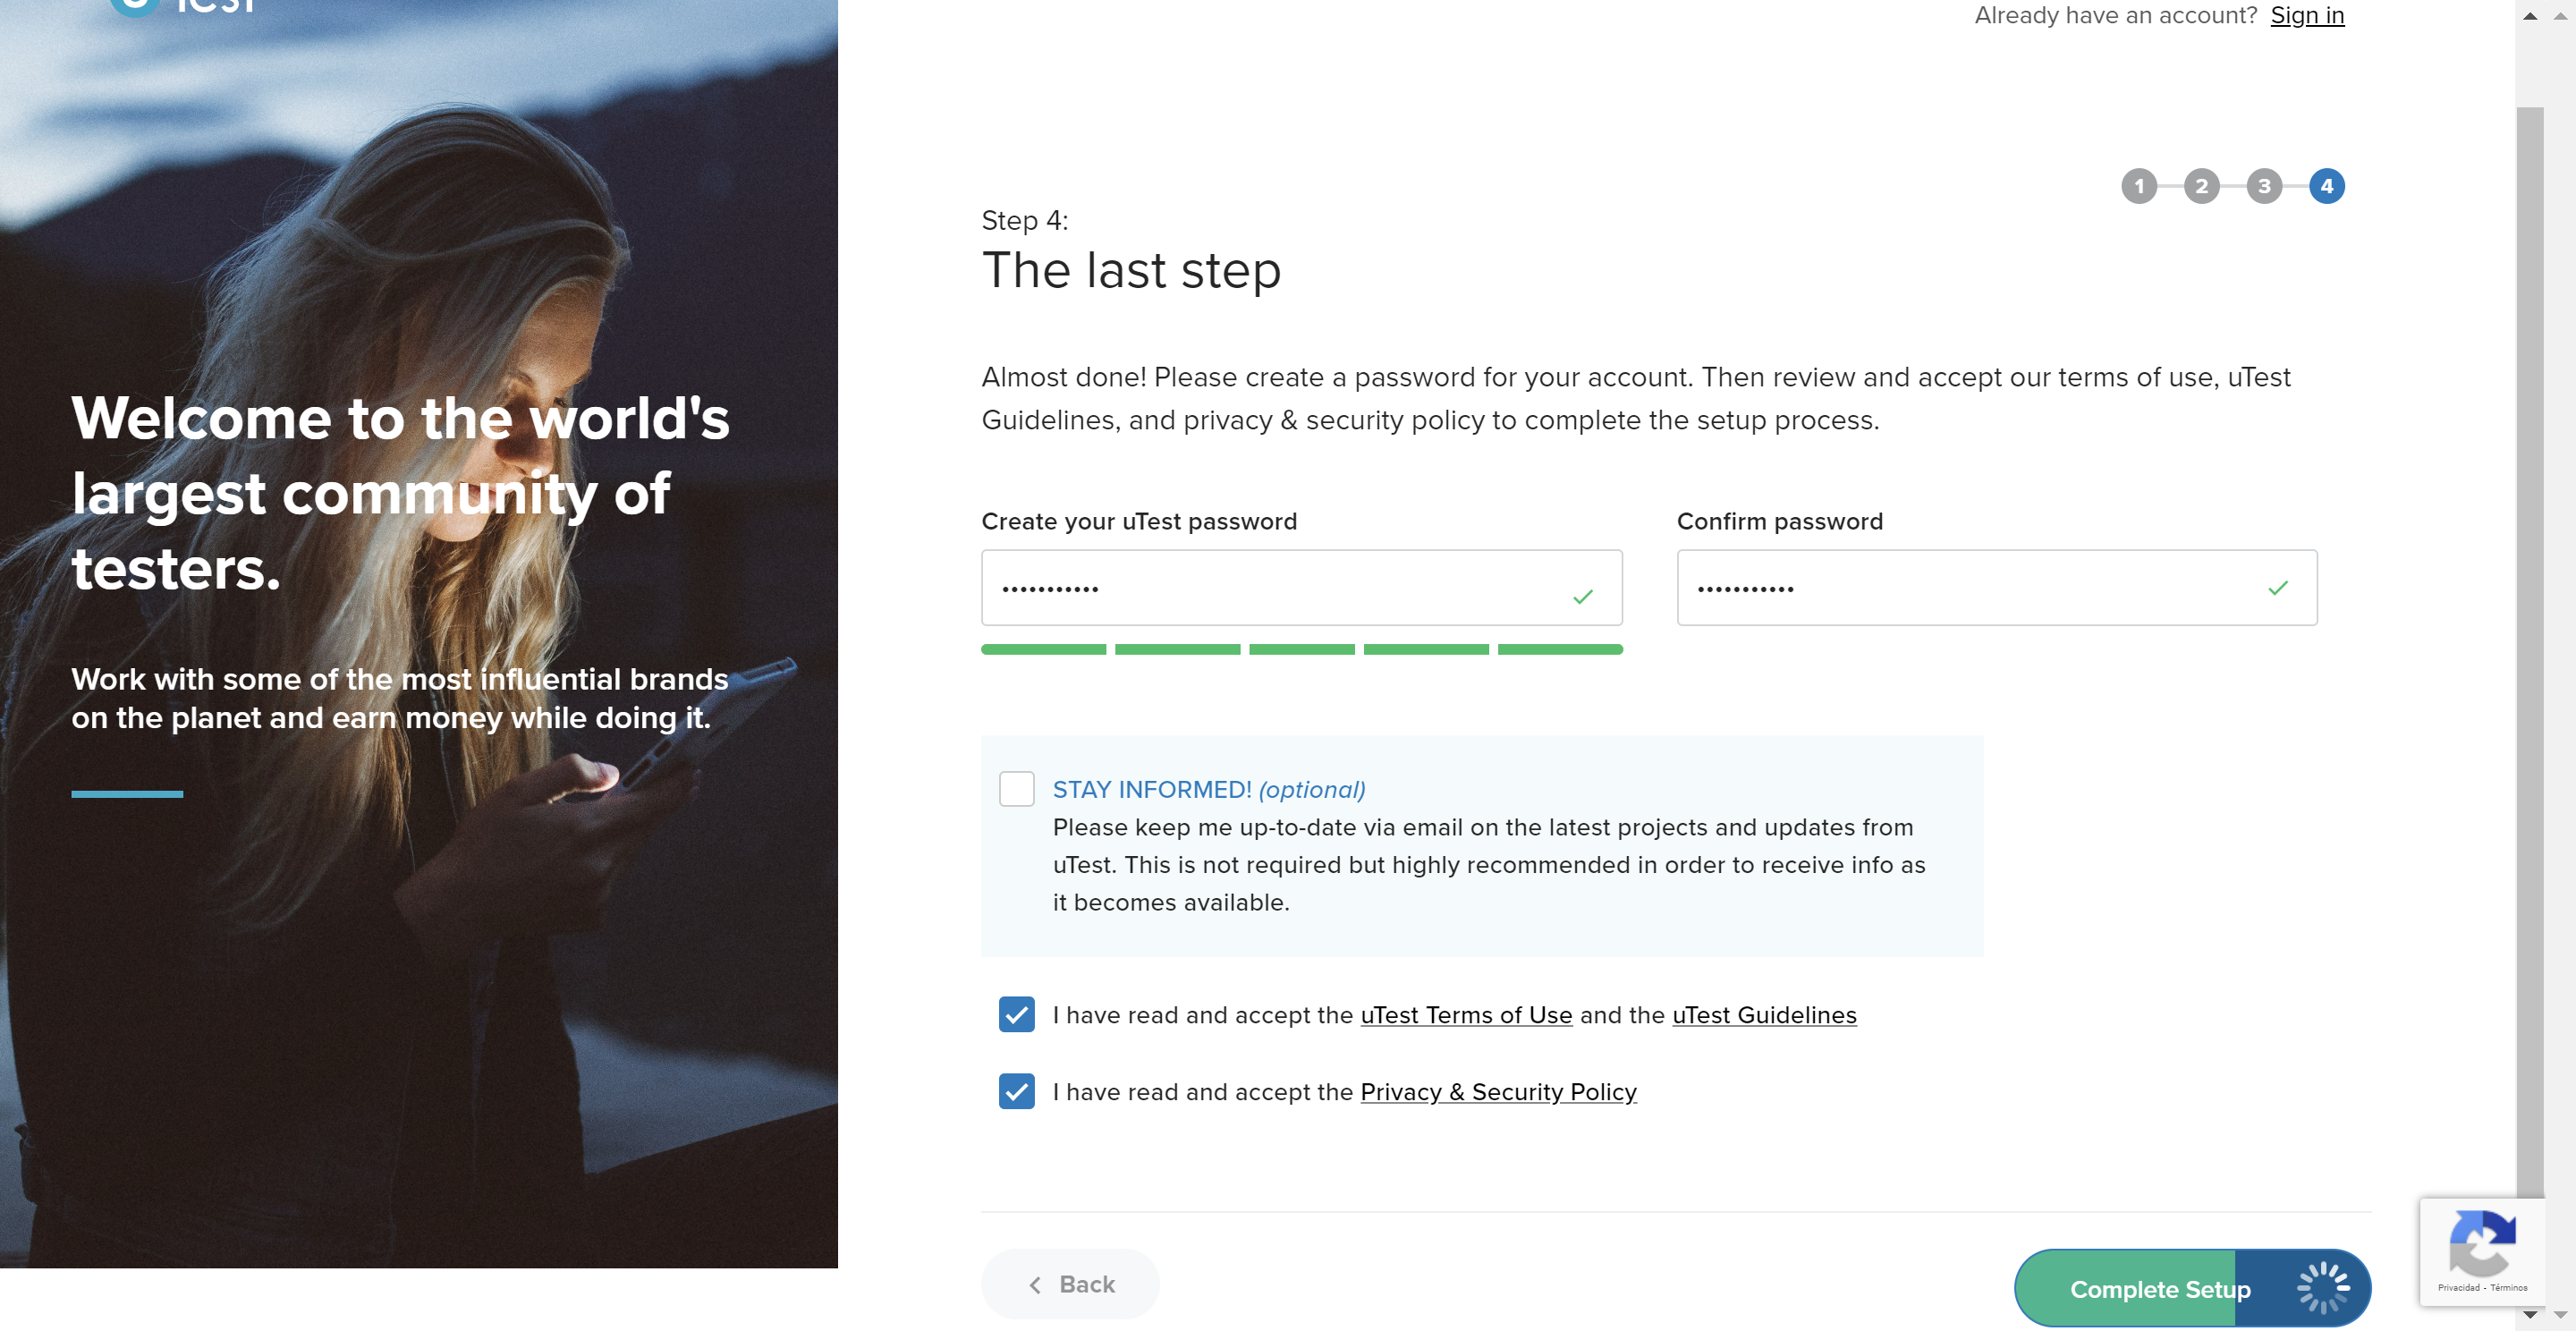 Already have an account? Sign in
1 2 3 4
Step 4:
The last step
Almost done! Please create a password for your account. Then review and accept our terms of use, uTest
Guidelines, and privacy & security policy to complete the setup process.
Welcome to the world's
largest community of
testers.
Work with some of the most influential brands
on the planet and earn money while doing it.
Create your uTest password
Confirm password
STAY INFORMED! (optional)
Please keep me up-to-date via email on the latest projects and updates from
uTest. This is not required but highly recommended in order to receive info as
it becomes available.
I have read and accept the uTest Terms of Use and the uTest Guidelines
I have read and accept the Privacy & Security Policy
Back
Complete Setup
Privacidad - Términos